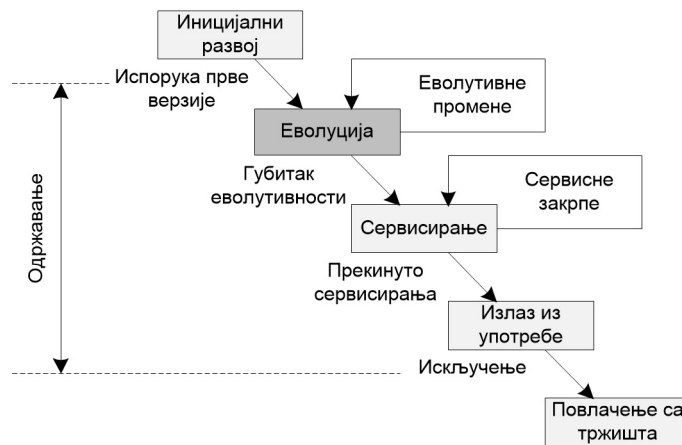 Иницијални
развој
Испорука прве
верзије
Еволутивне
промене
Еволуција
Губитак
еволутивности
Сервисне
закрпе
Сервисирање
Одржавање
Прекинуто
сервисирања
Излаз из
употребе
Искључење
Повлачење са
тржишта